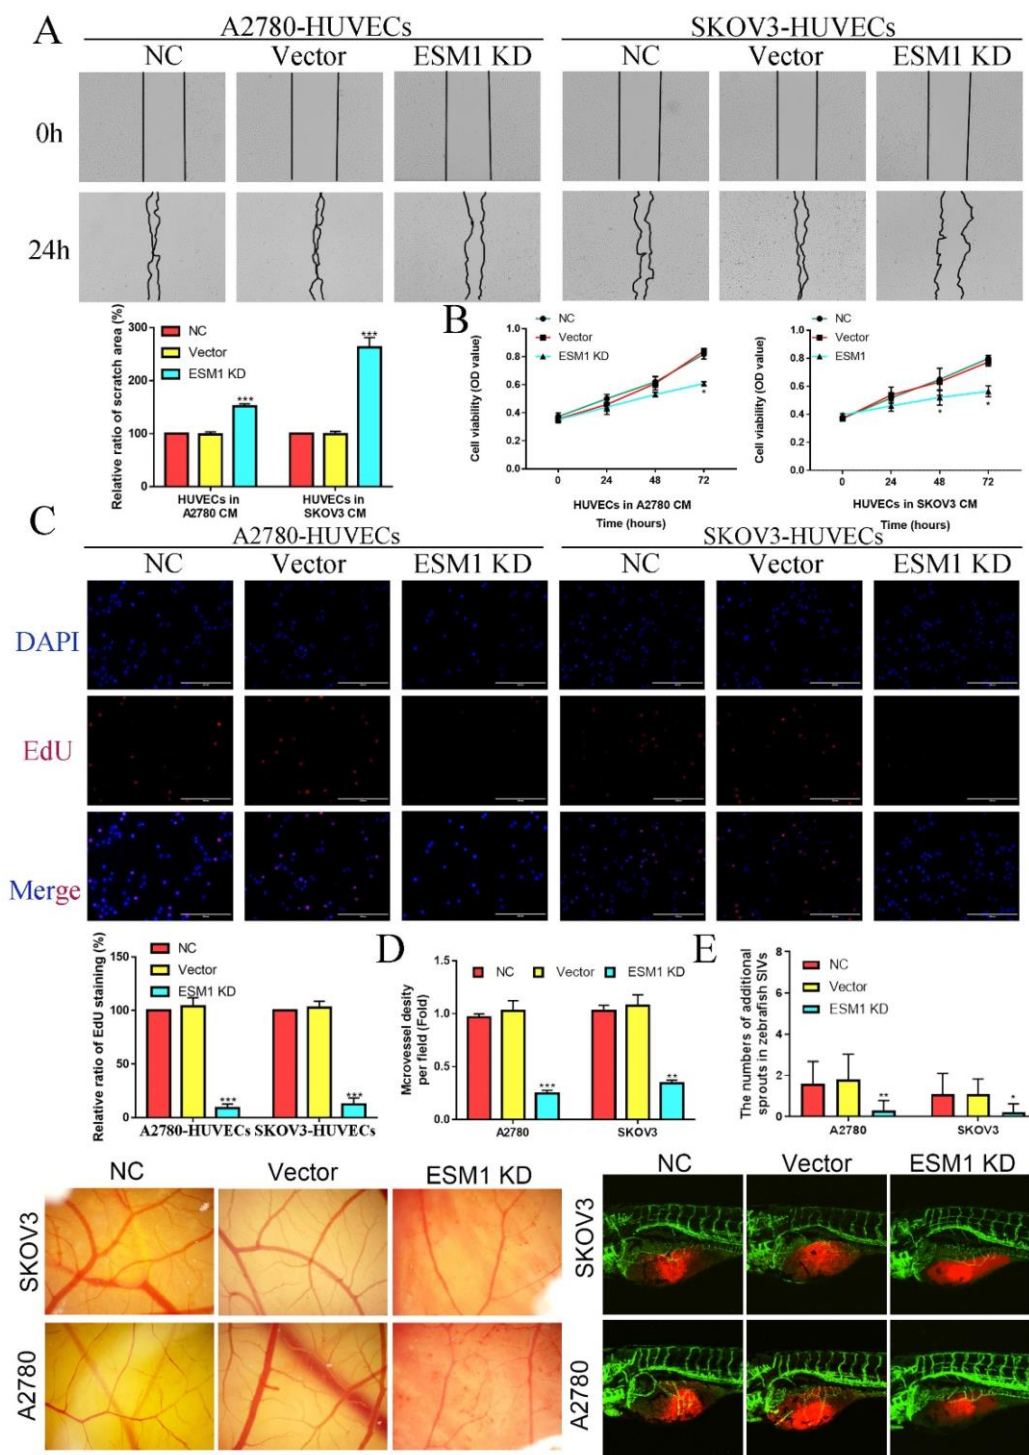 A
A2780-HUVECs
SKOV3-HUVECs
NC
Vector
ESM1 KD
NC
Vector
ESM1 KD
0h
24h
Relative ratio of scratch area (%)
300
250
200
150
100
50
0
NC
Vector
ESM1 KD
***
***
HUVECs in
A2780 CM
HUVECs in
SKOV3 CM
B
Cell viability (OD value)
1.0
0.8
0.6
0.4
0.2
0.0
NC
Vector
ESM1 KD
*
0 24 48 72
HUVECs in A2780 CM
Time (hours)
Cell viability (OD value)
1.0
0.8
0.6
0.4
0.2
0.0
NC
Vector
ESM1
*
*
0 24 48 72
HUVECs in SKOV3 CM
Time (hours)
C
A2780-HUVECs
SKOV3-HUVECs
NC
Vector
ESM1 KD
NC
Vector
ESM1 KD
DAPI
EdU
Merge
Relative ratio of EdU staining (%)
150
100
50
0
NC
Vector
ESM1 KD
***
***
A2780-HUVECs SKOV3-HUVECs
D
Mcrovessel desity
per field (Fold)
1.5
1.0
0.5
0.0
NC
Vector
ESM1 KD
***
**
A2780
SKOV3
E
The numbers of additional
sprouts in zebrafish SIVs
8
6
4
2
0
NC
Vector
ESM1 KD
**
*
A2780
SKOV3
NC
Vector
ESM1 KD
SKOV3
A2780
NC
Vector
ESM1 KD
SKOV3
A2780